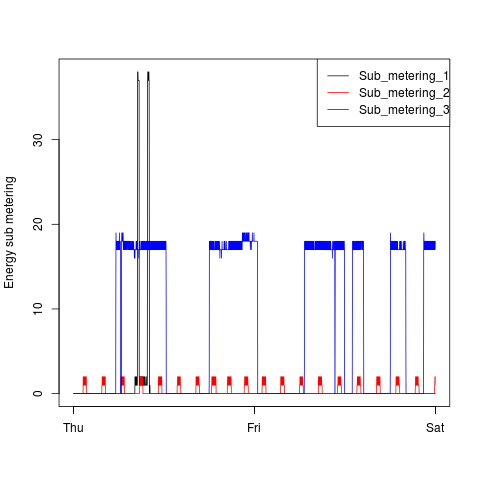 Sub_metering_1
Sub_metering_2
Sub_metering_3
Energy sub metering
30
20
10
0
Thu Fri Sat